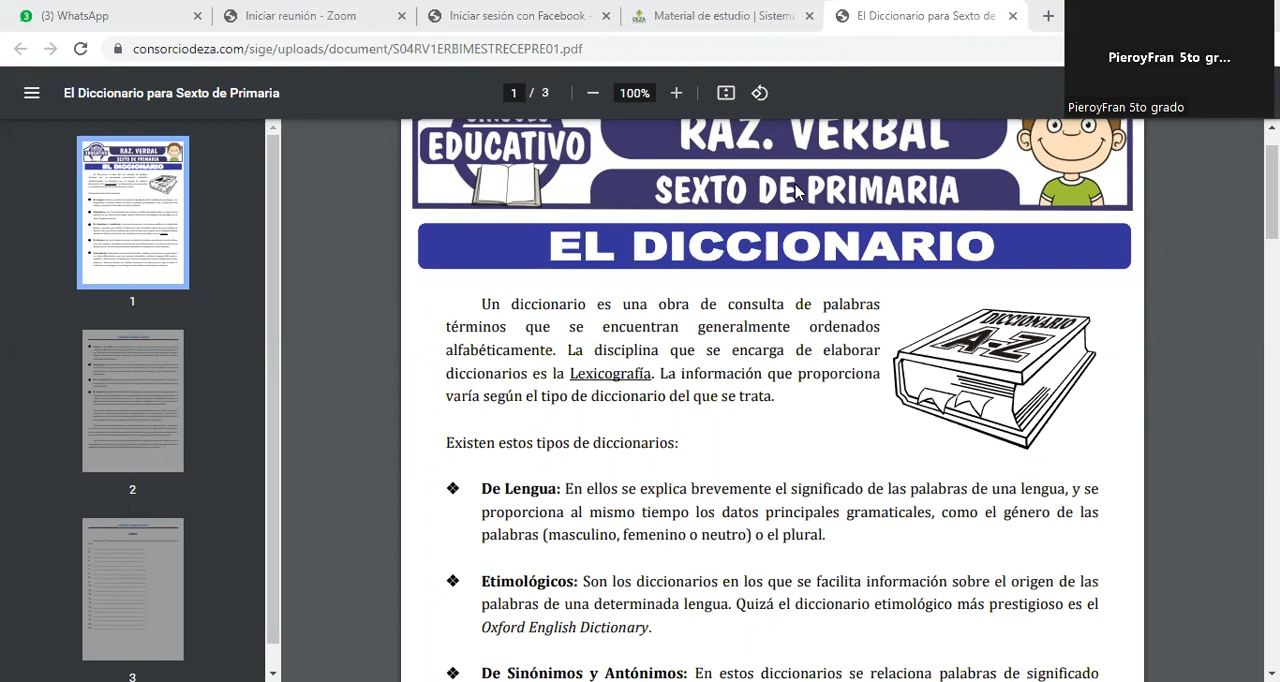 (3) WhatsApp
Iniciar reunión - Zoom
Iniciar sesión con Facebook -
Material de estudio | Sistema
El Diccionario para Sexto de
consorciodeza.com/sige/uploads/document/S04RV1ERBIMESTRECEPRE01.pdf
PieroyFran 5to gr...
PieroyFran 5to grado
El Diccionario para Sexto de Primaria
1 / 3
100%
EDUCATIVO
RAZ. VERBAL
SEXTO DE PRIMARIA
EL DICCIONARIO
Un diccionario es una obra de consulta de palabras
términos que se encuentran generalmente ordenados
alfabéticamente. La disciplina que se encarga de elaborar
diccionarios es la Lexicografía. La información que proporciona
varía según el tipo de diccionario del que se trata.
DICCIONARIO
A-Z
Existen estos tipos de diccionarios:
❖ De Lengua: En ellos se explica brevemente el significado de las palabras de una lengua, y se
proporciona al mismo tiempo los datos principales gramaticales, como el género de las
palabras (masculino, femenino o neutro) o el plural.
❖ Etimológicos: Son los diccionarios en los que se facilita información sobre el origen de las
palabras de una determinada lengua. Quizá el diccionario etimológico más prestigioso es el
Oxford English Dictionary.
❖ De Sinónimos y Antónimos: En estos diccionarios se relaciona palabras de significado
RAZ. VERBAL
SEXTO DE PRIMARIA
EL DICCIONARIO
1
2
3